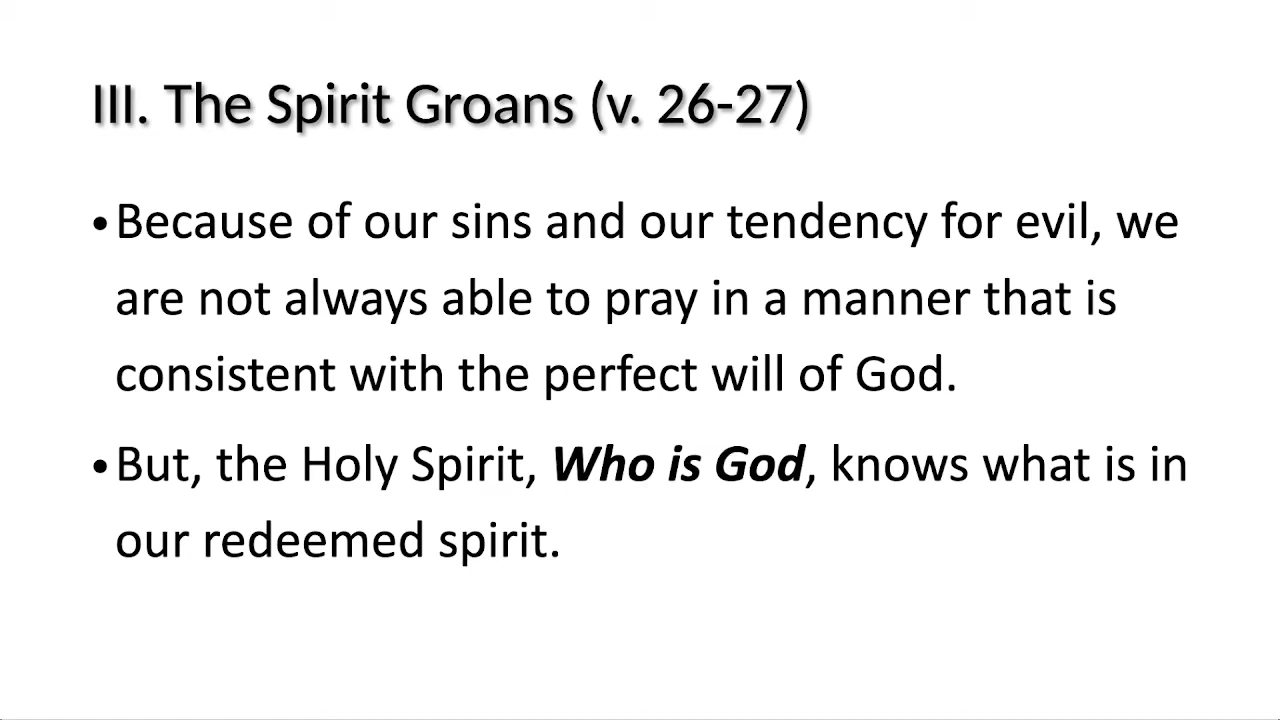 III. The Spirit Groans (v. 26-27)
•Because of our sins and our tendency for evil, we
are not always able to pray in a manner that is
consistent with the perfect will of God.
•But, the Holy Spirit, Who is God, knows what is in
our redeemed spirit.